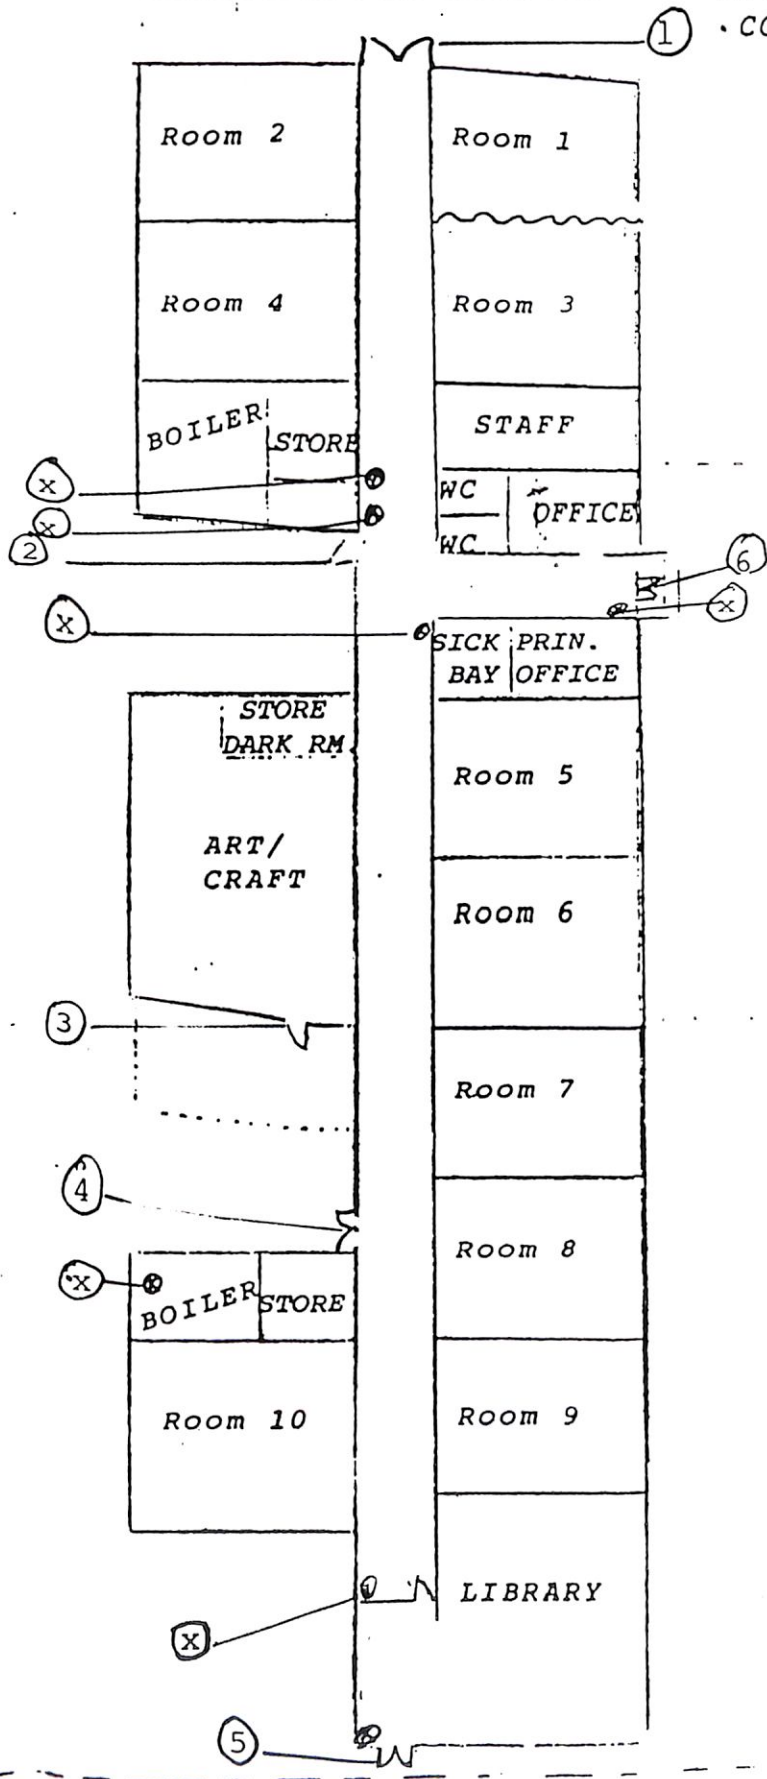 1 . CO
Room 2
Room 1
Room 4
Room 3
BOILER
STORE
STAFF
X
WC
OFFICE
X
2
WC
6
X
X
SICK
BAY
PRIN.
OFFICE
STORE
DARK RM
Room 5
ART/
CRAFT
Room 6
3
Room 7
4
Room 8
X
BOILER
STORE
Room 10
Room 9
LIBRARY
X
5